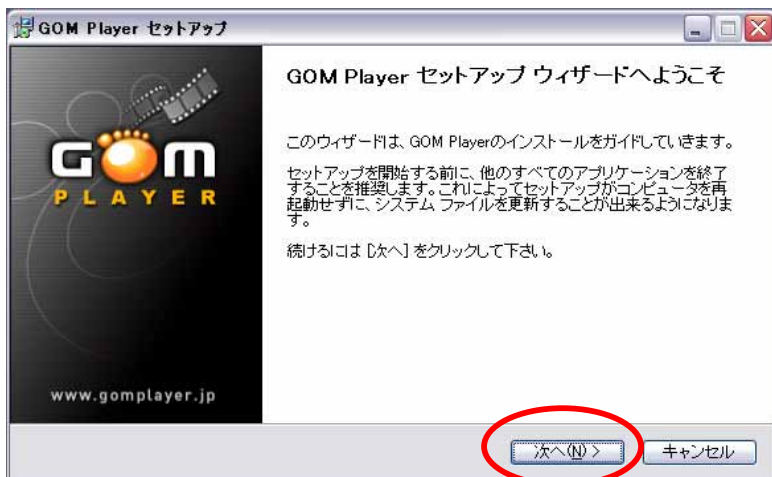 GOM Player セットアップ
GOM PLAYER
www.gomplayer.jp
GOM Player セットアップ ウィザードへようこそ
このウィザードは、GOM Playerのインストールをガイドしていきます。
セットアップを開始する前に、他のすべてのアプリケーションを終了
することを推奨します。これによってセットアップがコンピュータを再
起動せずに、システム ファイルを更新することが出来るようになりま
す。
続けるには [次へ] をクリックして下さい。
次へ(N) >
キャンセル